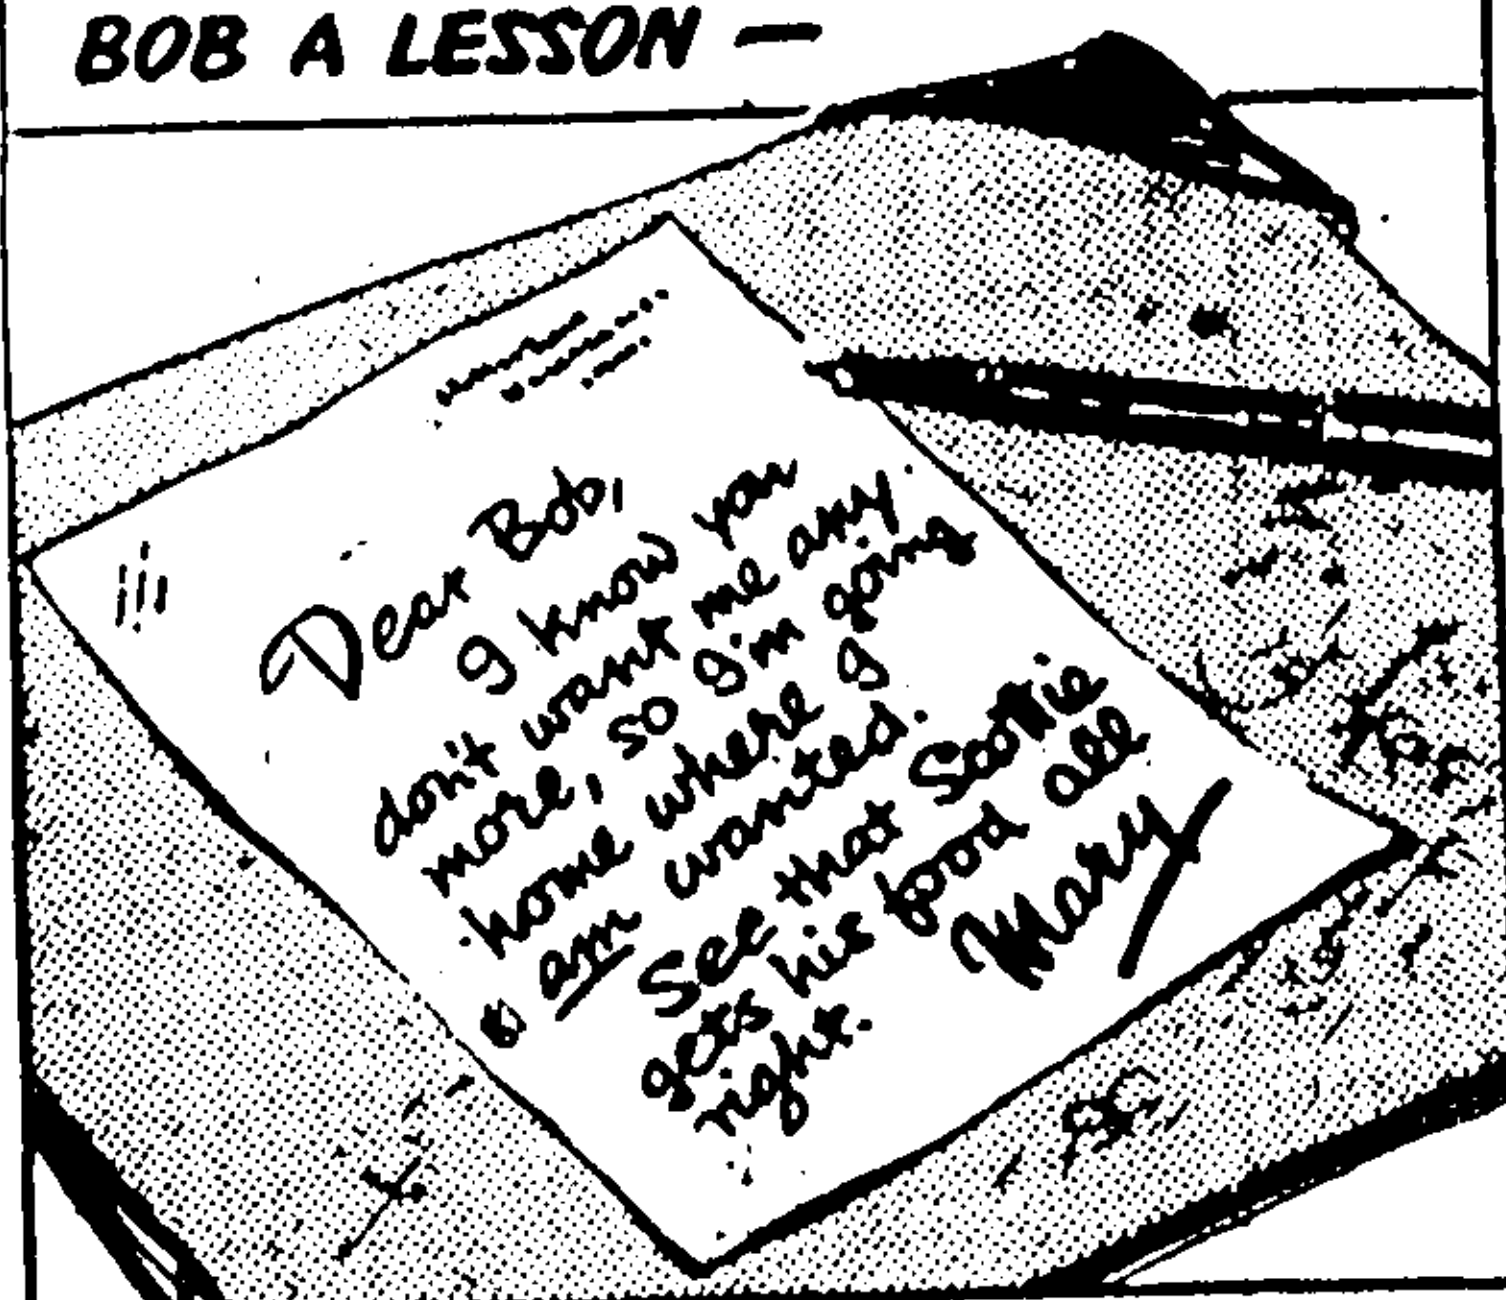 BOB A LESSON —
Dear Bob,
I know you
don't want me any
more, so I'm going
home where I
am wanted.
See that Scottie
gets his food all
right.
Mary